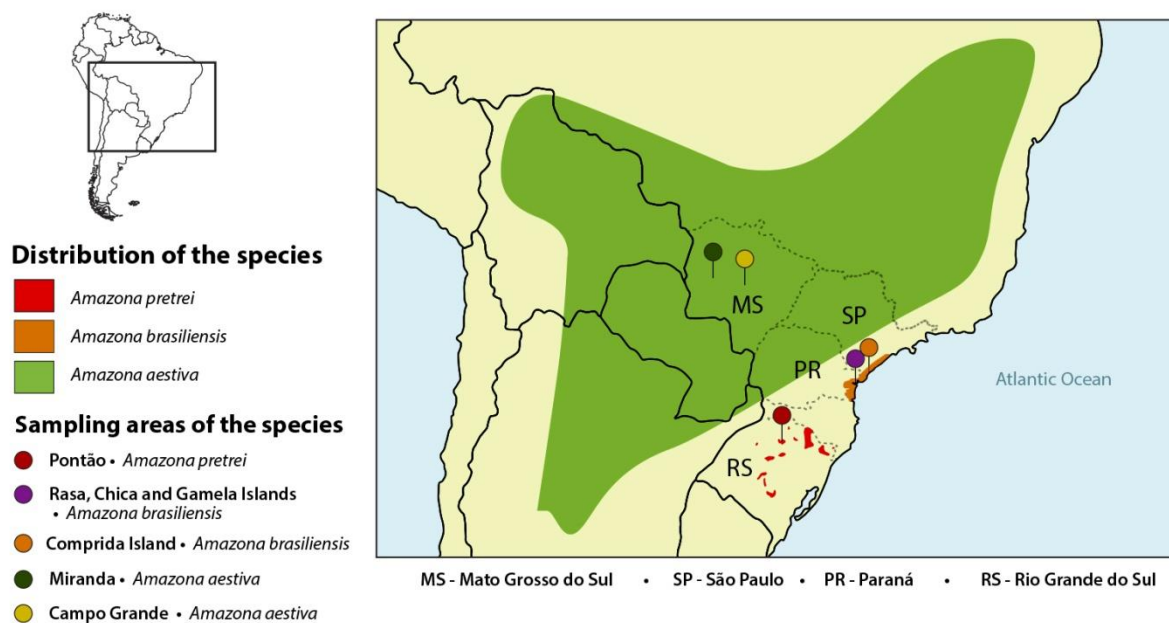 Distribution of the species
Amazona pretrei
Amazona brasiliensis
Amazona aestiva
Sampling areas of the species
Pontão • Amazona pretrei
Rasa, Chica and Gamela Islands
• Amazona brasiliensis
Comprida Island • Amazona brasiliensis
Miranda • Amazona aestiva
Campo Grande • Amazona aestiva
MS
SP
PR
RS
Atlantic Ocean
MS - Mato Grosso do Sul • SP - São Paulo • PR - Paraná • RS - Rio Grande do Sul